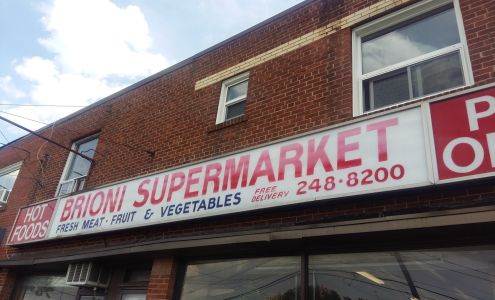 HOT
FOODS
BRIONI SUPERMARKET
FRESH MEAT · FRUIT & VEGETABLES
FREE
DELIVERY
248·8200